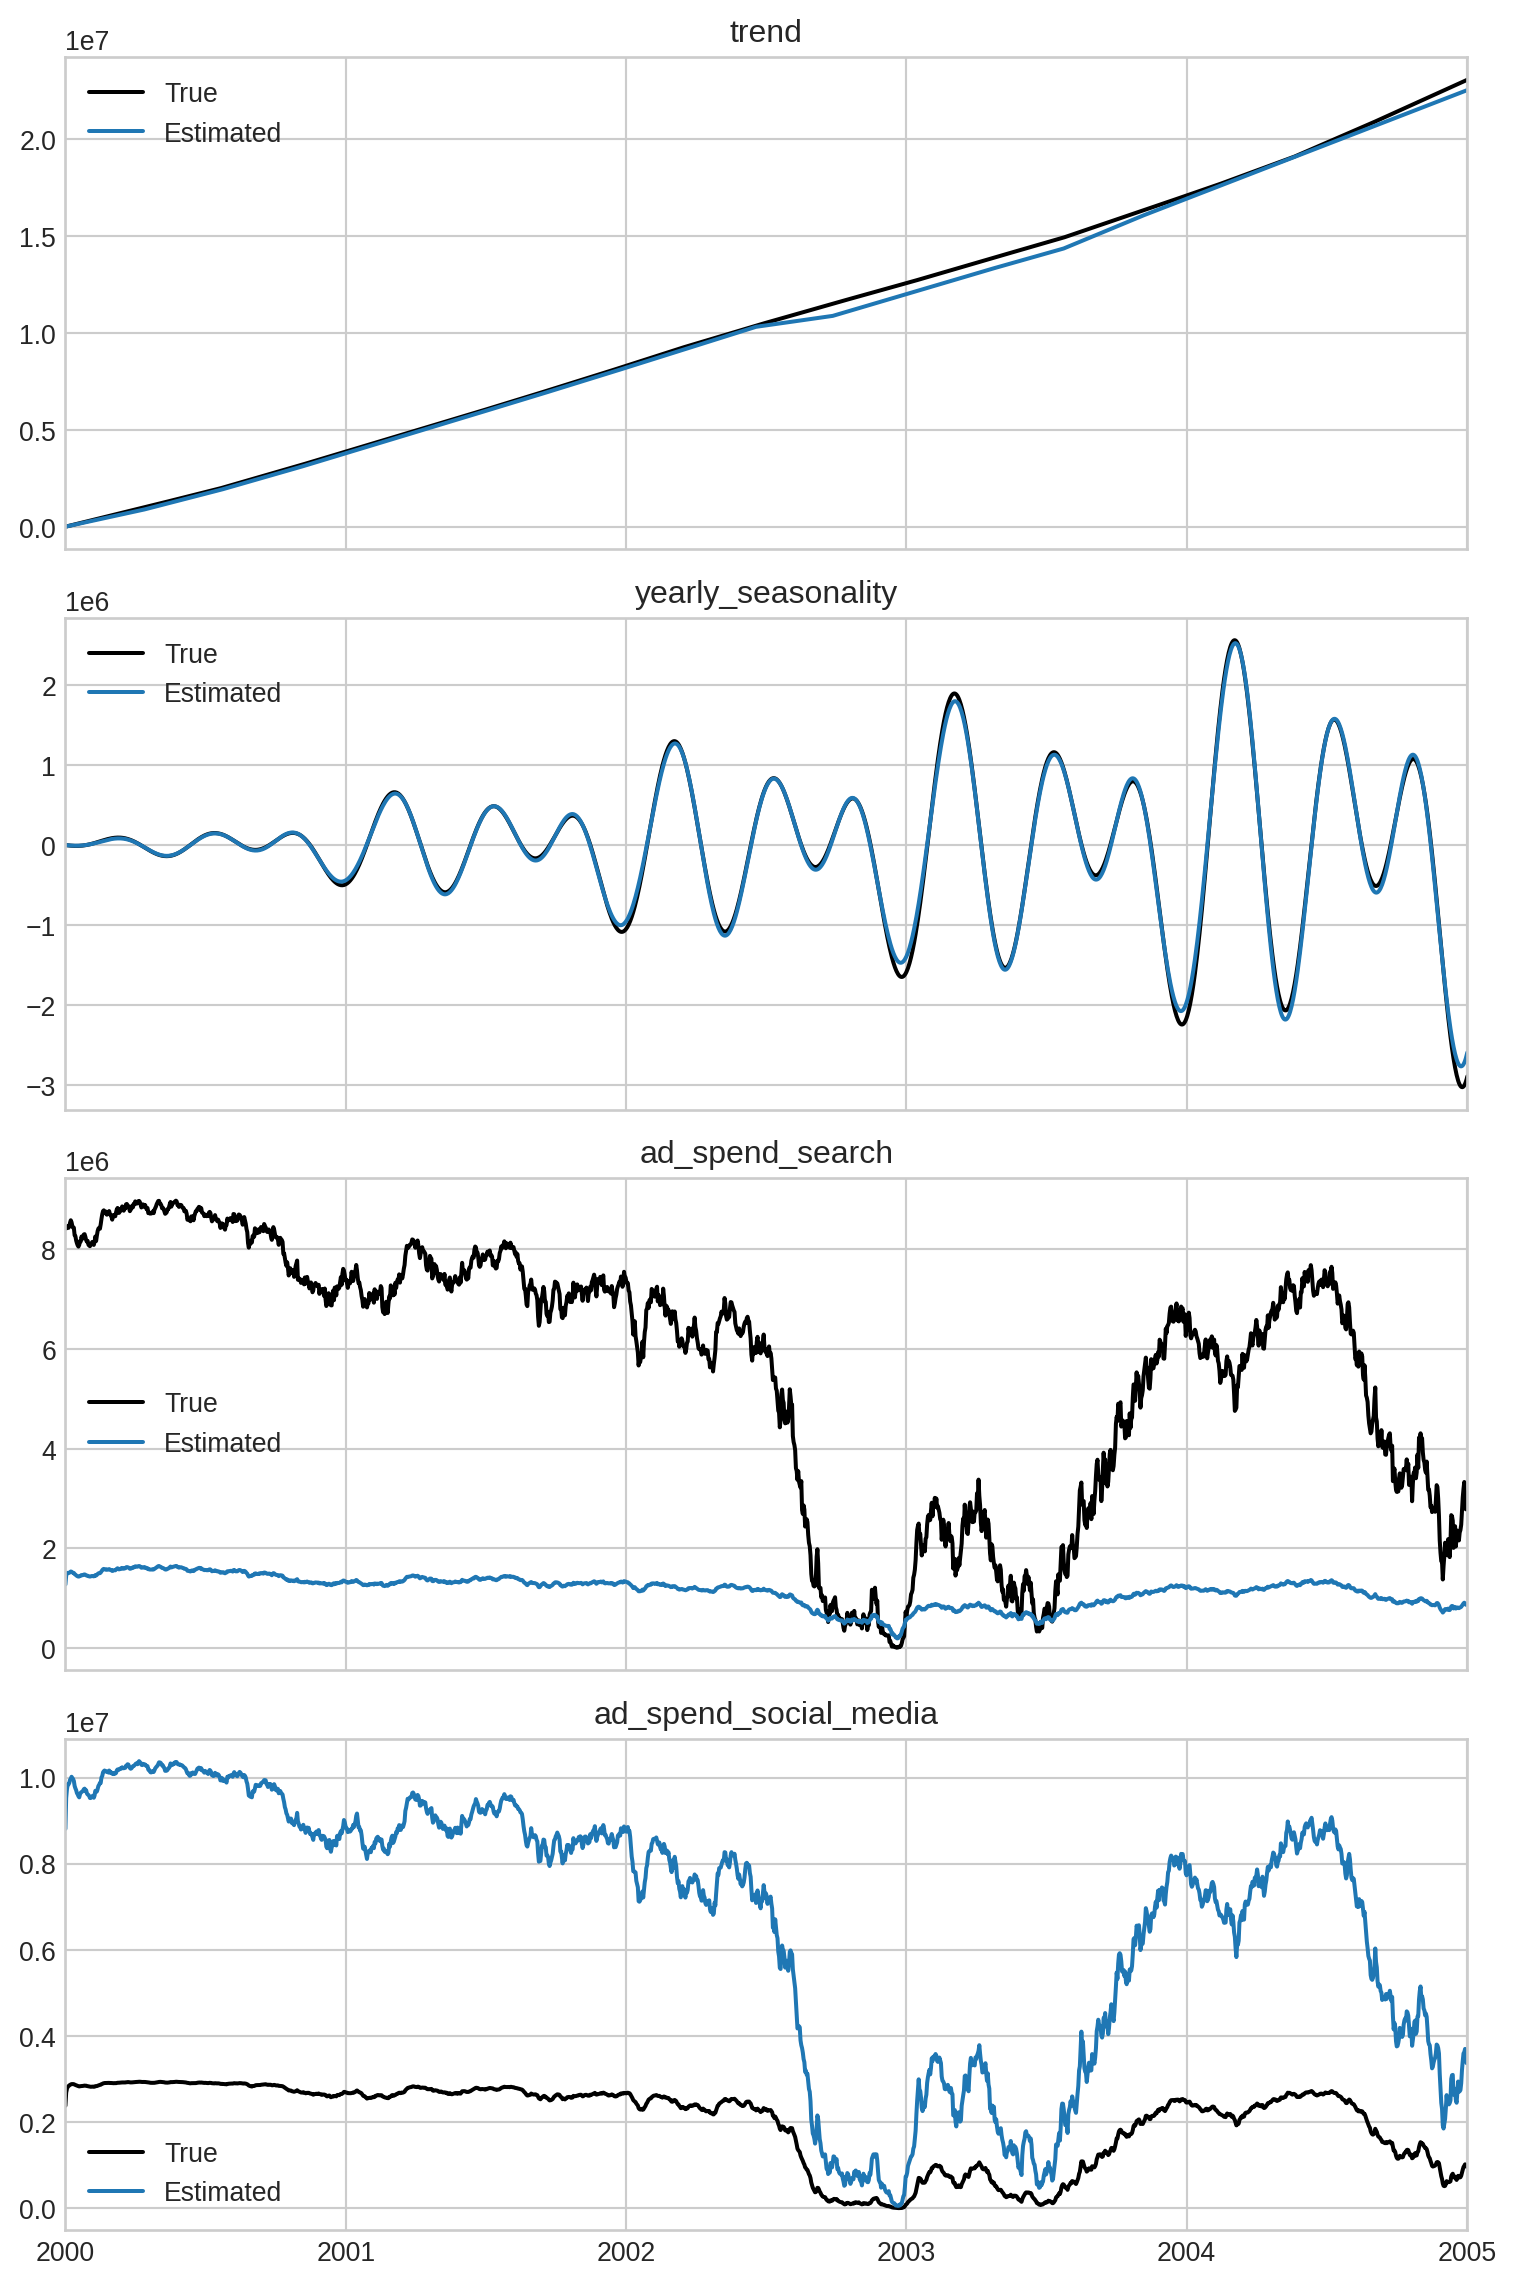 trend
1e7
True
Estimated
2.0
1.5
1.0
0.5
0.0
yearly_seasonality
1e6
True
Estimated
2
1
0
−1
−2
−3
ad_spend_search
1e6
8
6
True
Estimated
4
2
0
ad_spend_social_media
1e7
1.0
0.8
0.6
0.4
0.2
True
Estimated
0.0
2000 2001 2002 2003 2004 2005